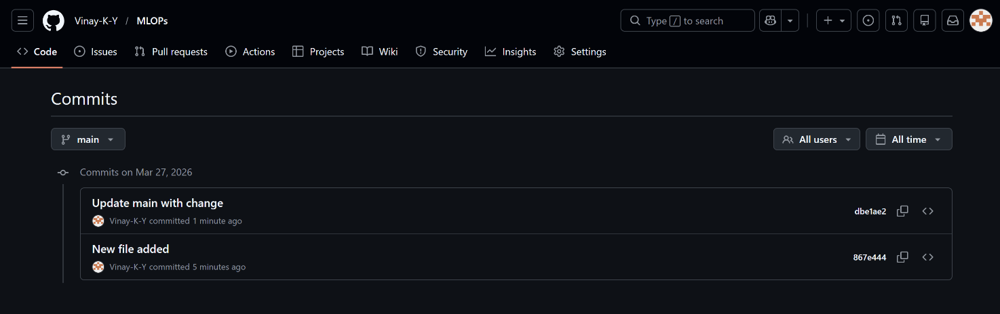 Vinay-K-Y / MLOPs
Type / to search
Code Issues Pull requests Actions Projects Wiki Security Insights Settings
Commits
main All users All time
Commits on Mar 27, 2026
Update main with change
Vinay-K-Y committed 1 minute ago
dbe1ae2
New file added
Vinay-K-Y committed 5 minutes ago
867e444